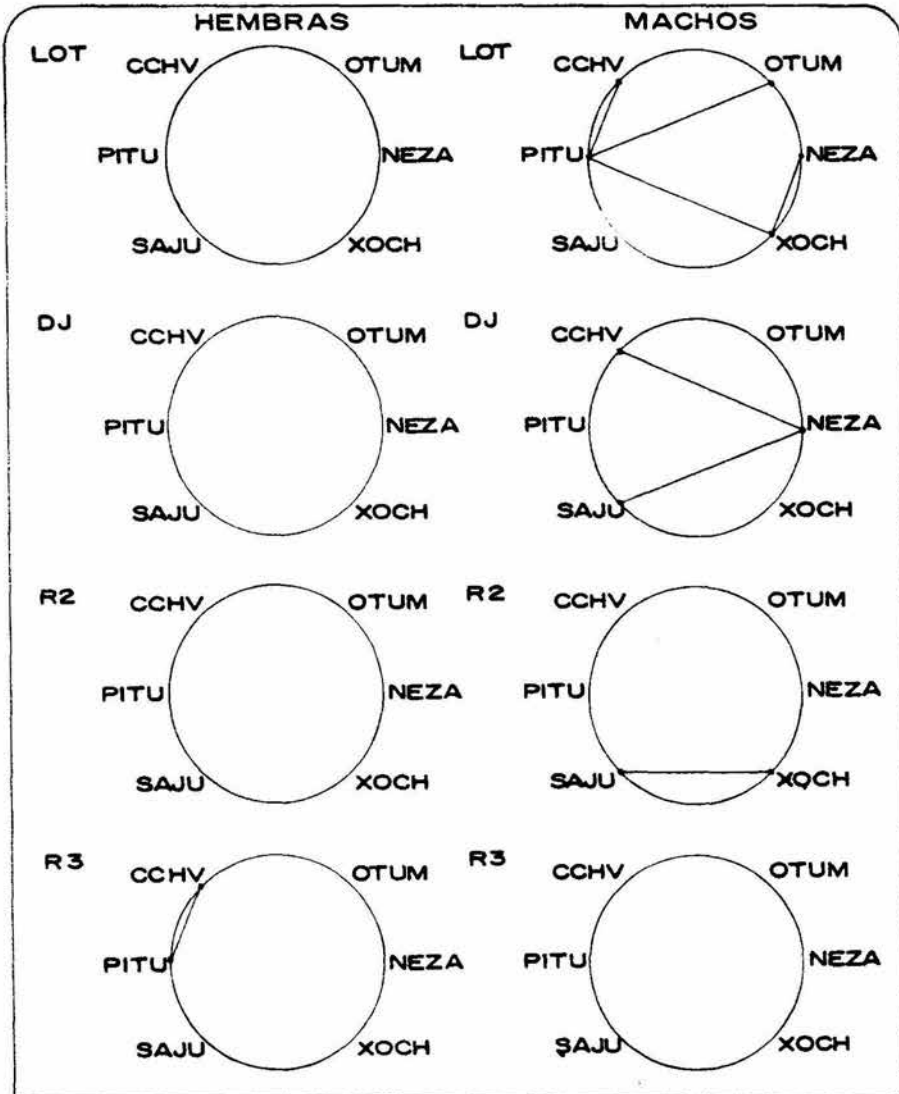 HEMBRAS MACHOS
LOT LOT
CCHV OTUM CCHV OTUM
PITU NEZA PITU NEZA
SAJU XOCH SAJU XOCH
DJ DJ
CCHV OTUM CCHV OTUM
PITU NEZA PITU NEZA
SAJU XOCH SAJU XOCH
R2 R2
CCHV OTUM CCHV OTUM
PITU NEZA PITU NEZA
SAJU XOCH SAJU XOCH
R3 R3
CCHV OTUM CCHV OTUM
PITU NEZA PITU NEZA
SAJU XOCH SAJU XOCH